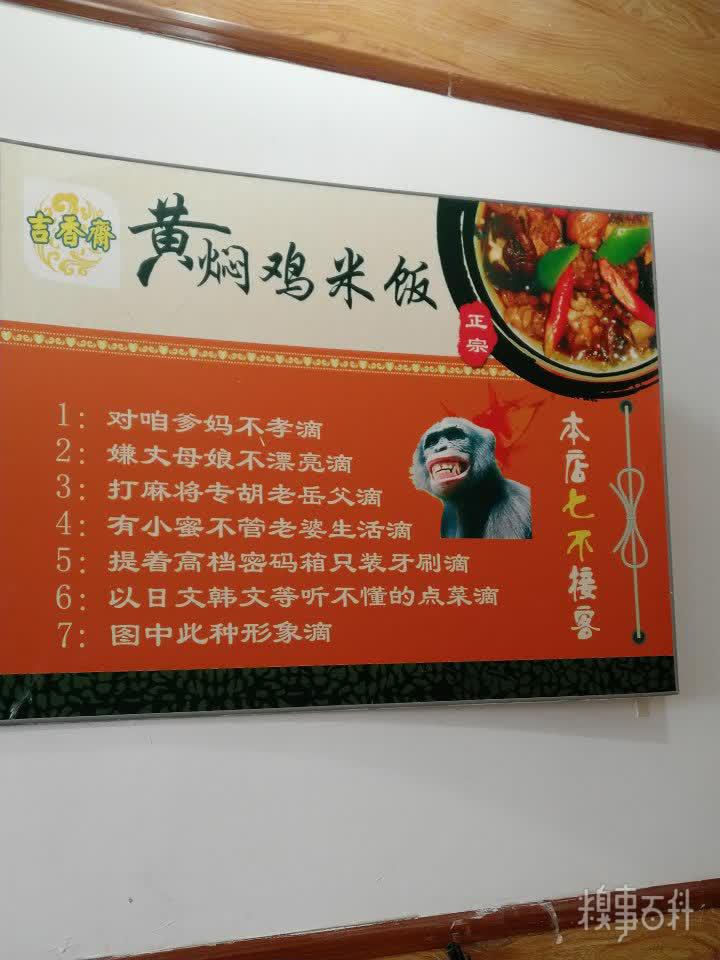 吉香齋
黄焖鸡米饭
正宗
1：对咱爹妈不孝滴
2：嫌丈母娘不漂亮滴
3：打麻将专胡老岳父滴
4：有小蜜不管老婆生活滴
5：提着高档密码箱只装牙刷滴
6：以日文韩文等听不懂的点菜滴
7：图中此种形象滴
本店七不接客
糗事百科